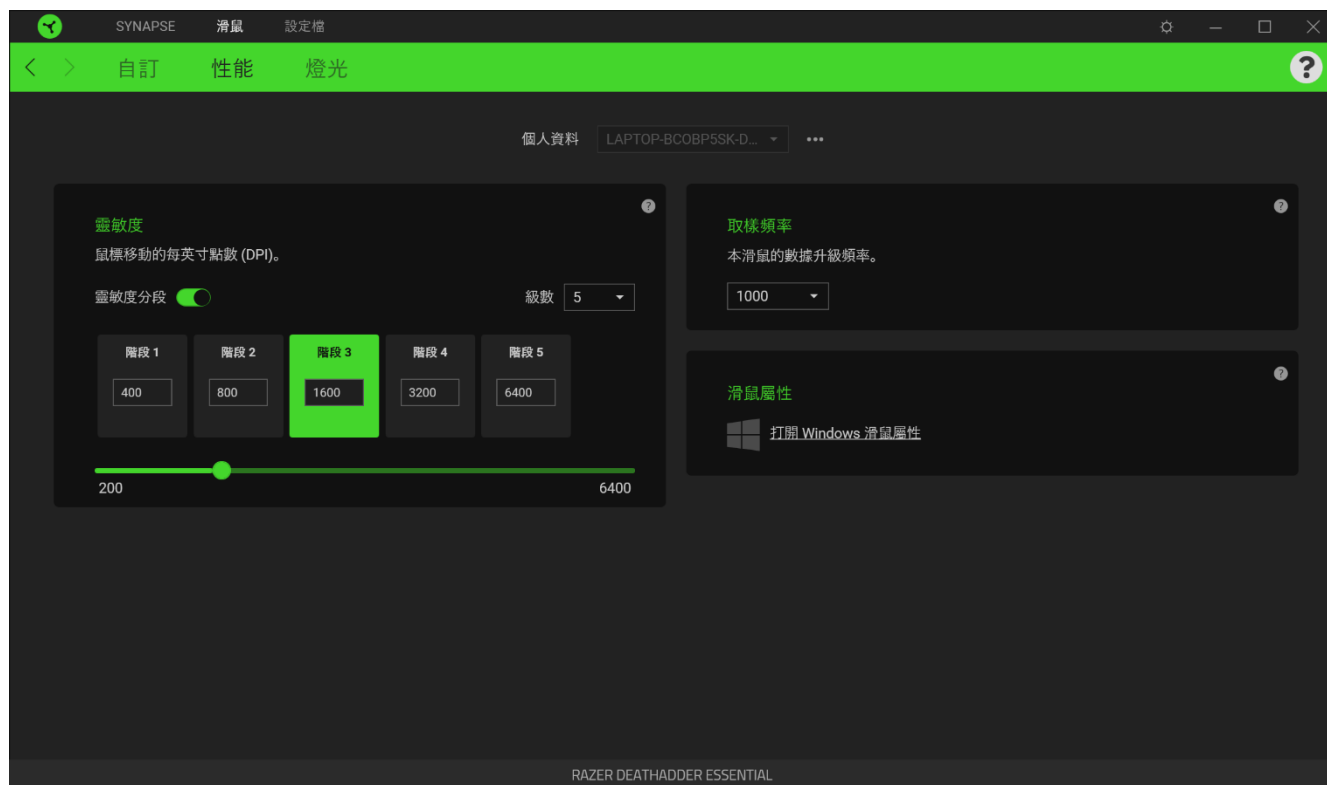 SYNAPSE 滑鼠 設定檔
自訂 性能 燈光
?
個人資料 LAPTOP-BCOBP5SK-D... •••
靈敏度
鼠標移動的每英寸點數 (DPI)。
靈敏度分段 級數 5
階段 1 階段 2 階段 3 階段 4 階段 5
400 800 1600 3200 6400
200 6400
取樣頻率
本滑鼠的數據升級頻率。
1000
滑鼠屬性
打開 Windows 滑鼠屬性
RAZER DEATHADDER ESSENTIAL